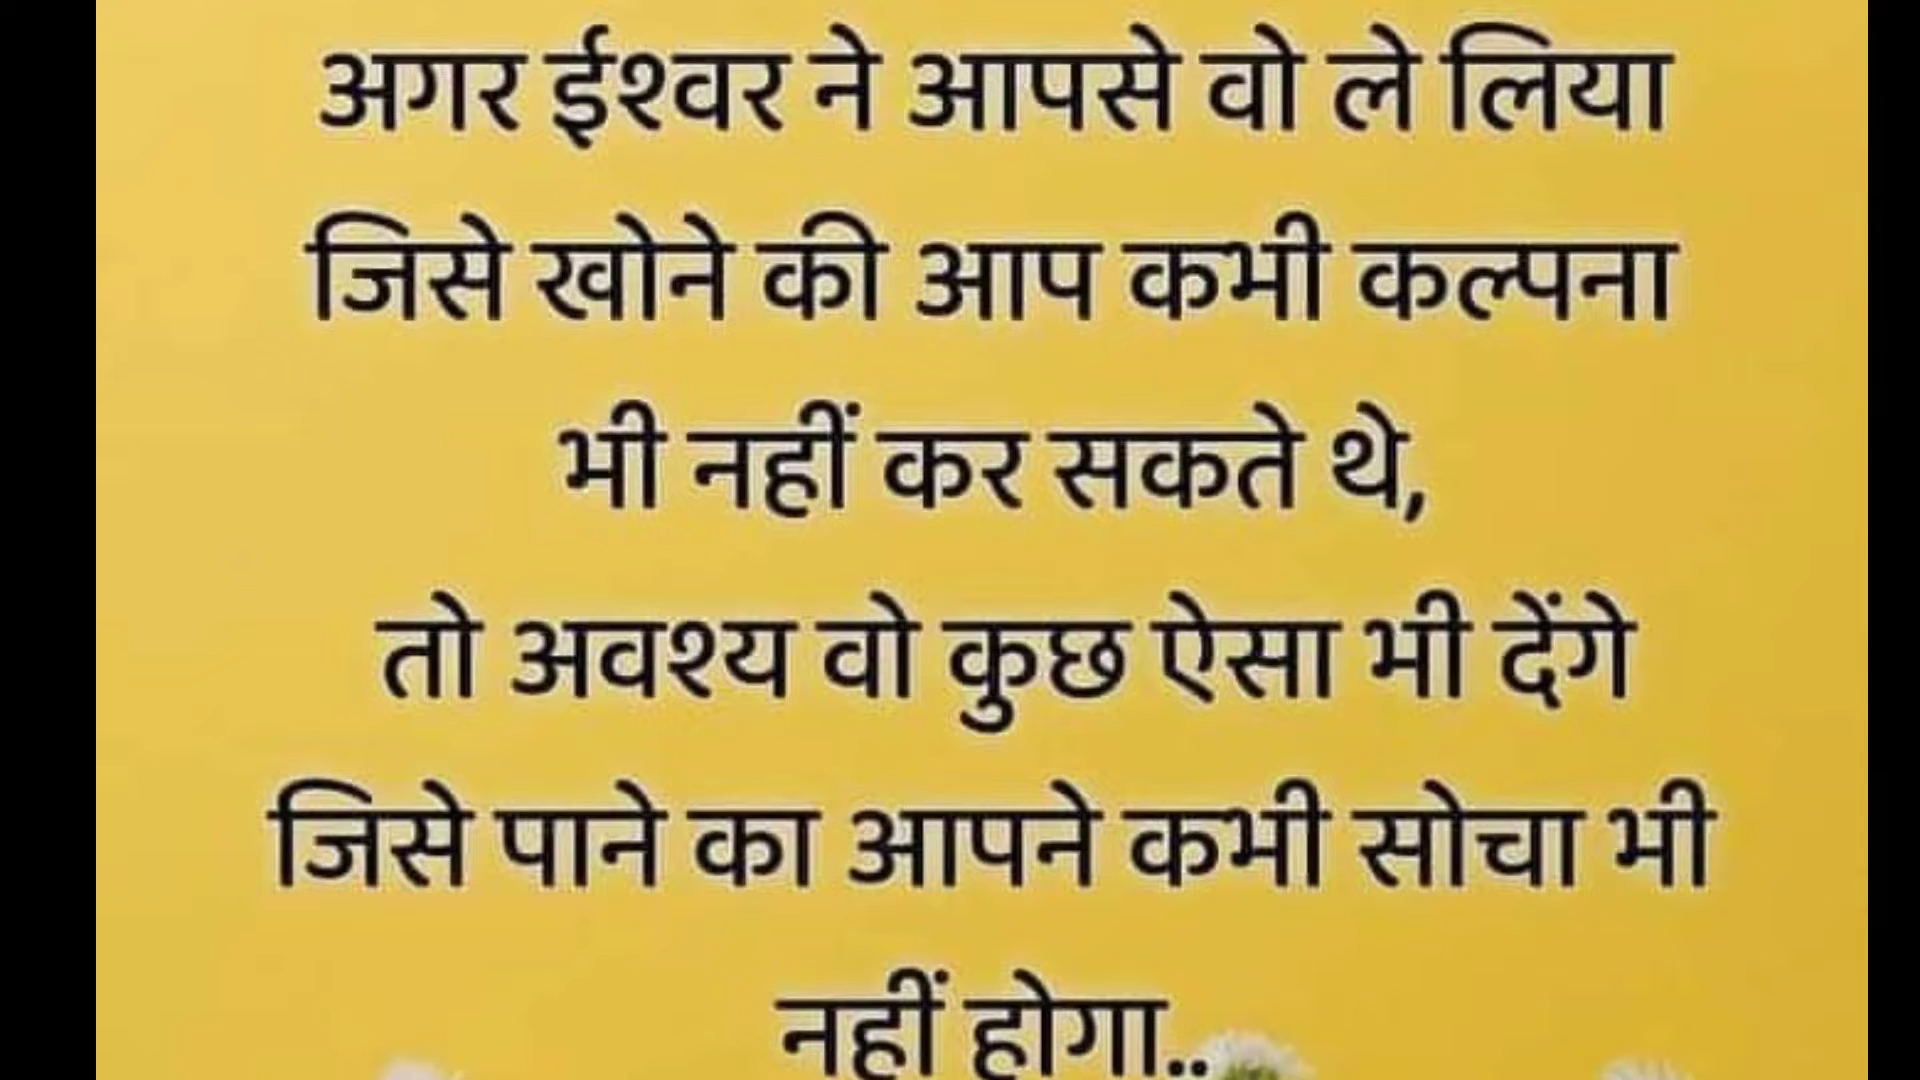 अगर ईश्वर ने आपसे वो ले लिया
जिसे खोने की आप कभी कल्पना
भी नहीं कर सकते थे,
तो अवश्य वो कुछ ऐसा भी देंगे
जिसे पाने का आपने कभी सोचा भी
नहीं होगा..